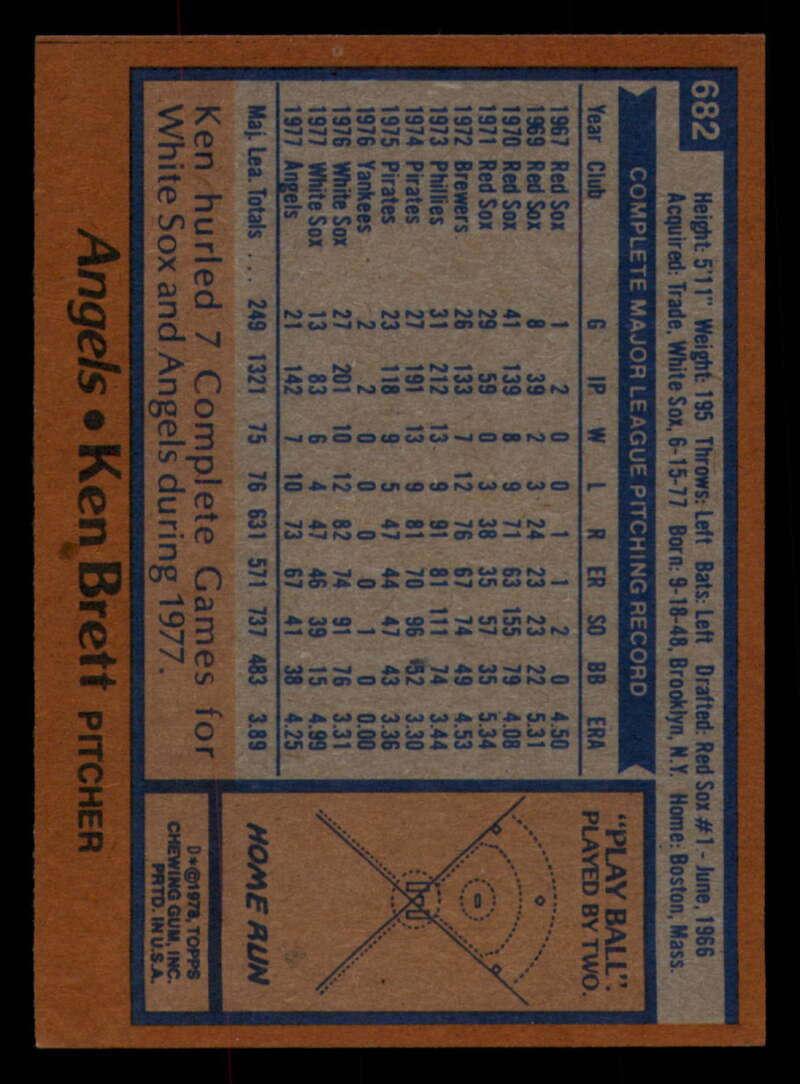 682
Height: 5'11" Weight: 195 Throws: Left Bats: Left Drafted: Red Sox #1 - June, 1966
Acquired: Trade, White Sox, 6-15-77 Born: 9-18-48, Brooklyn, N.Y. Home: Boston, Mass.
COMPLETE MAJOR LEAGUE PITCHING RECORD
Year Club G IP W L R ER SO BB ERA
1967 Red Sox 1 2 0 0 1 1 2 0 4.50
1969 Red Sox 8 39 2 3 24 23 23 22 5.31
1970 Red Sox 41 139 8 9 71 63 155 79 4.08
1971 Red Sox 29 59 0 3 38 35 57 35 5.34
1972 Brewers 26 133 7 12 76 67 74 49 4.53
1973 Phillies 31 212 13 9 91 81 111 74 3.44
1974 Pirates 27 191 13 9 81 70 96 52 3.30
1975 Pirates 23 118 9 5 47 44 47 43 3.36
1976 Yankees 2 2 0 0 0 0 1 0 0.00
1976 White Sox 27 201 10 12 82 74 91 76 3.31
1977 White Sox 13 83 6 4 47 46 39 15 4.99
1977 Angels 21 142 7 10 73 67 41 38 4.25
Maj. Lea. Totals ... 249 1321 75 76 631 571 737 483 3.89
Ken hurled 7 Complete Games for
White Sox and Angels during 1977.
"PLAY BALL":
PLAYED BY TWO.
HOME RUN
D*©1978, TOPPS
CHEWING GUM, INC.
PRTD. IN U.S.A.
Angels • Ken Brett PITCHER